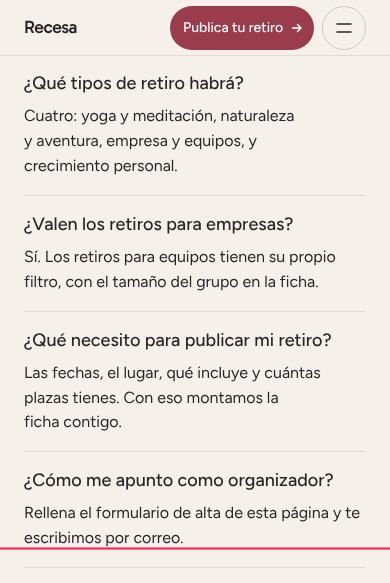 Recesa
Publica tu retiro →
¿Qué tipos de retiro habrá?
Cuatro: yoga y meditación, naturaleza
y aventura, empresa y equipos, y
crecimiento personal.
¿Valen los retiros para empresas?
Sí. Los retiros para equipos tienen su propio
filtro, con el tamaño del grupo en la ficha.
¿Qué necesito para publicar mi retiro?
Las fechas, el lugar, qué incluye y cuántas
plazas tienes. Con eso montamos la
ficha contigo.
¿Cómo me apunto como organizador?
Rellena el formulario de alta de esta página y te
escribimos por correo.